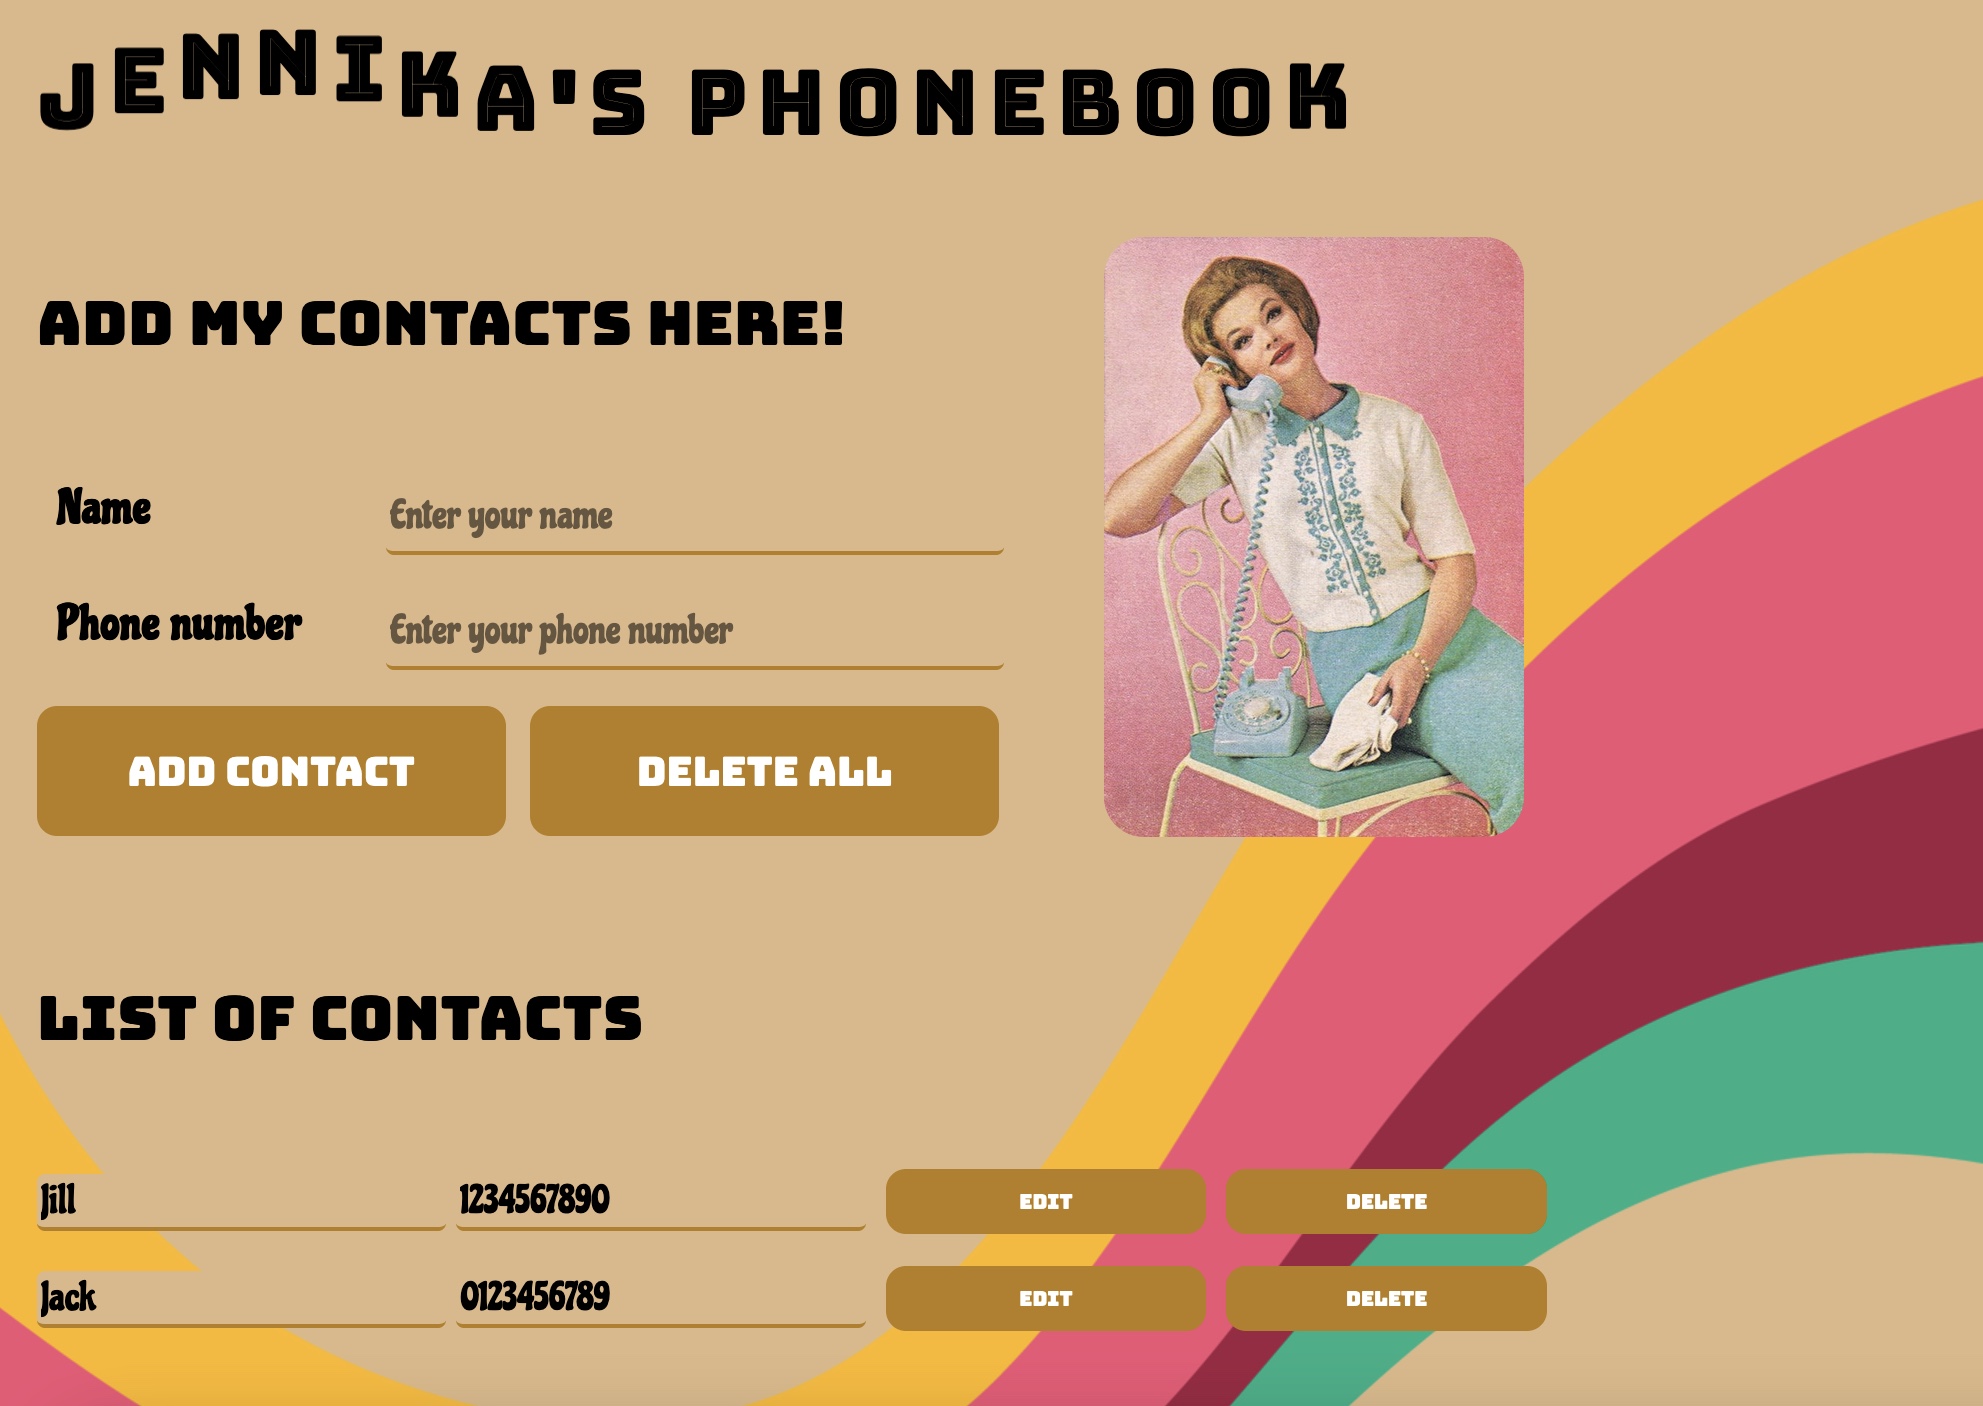 JENNIKA'S PHONEBOOK
ADD MY CONTACTS HERE!
Name Enter your name
Phone number Enter your phone number
ADD CONTACT DELETE ALL
LIST OF CONTACTS
Jill 1234567890 EDIT DELETE
Jack 0123456789 EDIT DELETE